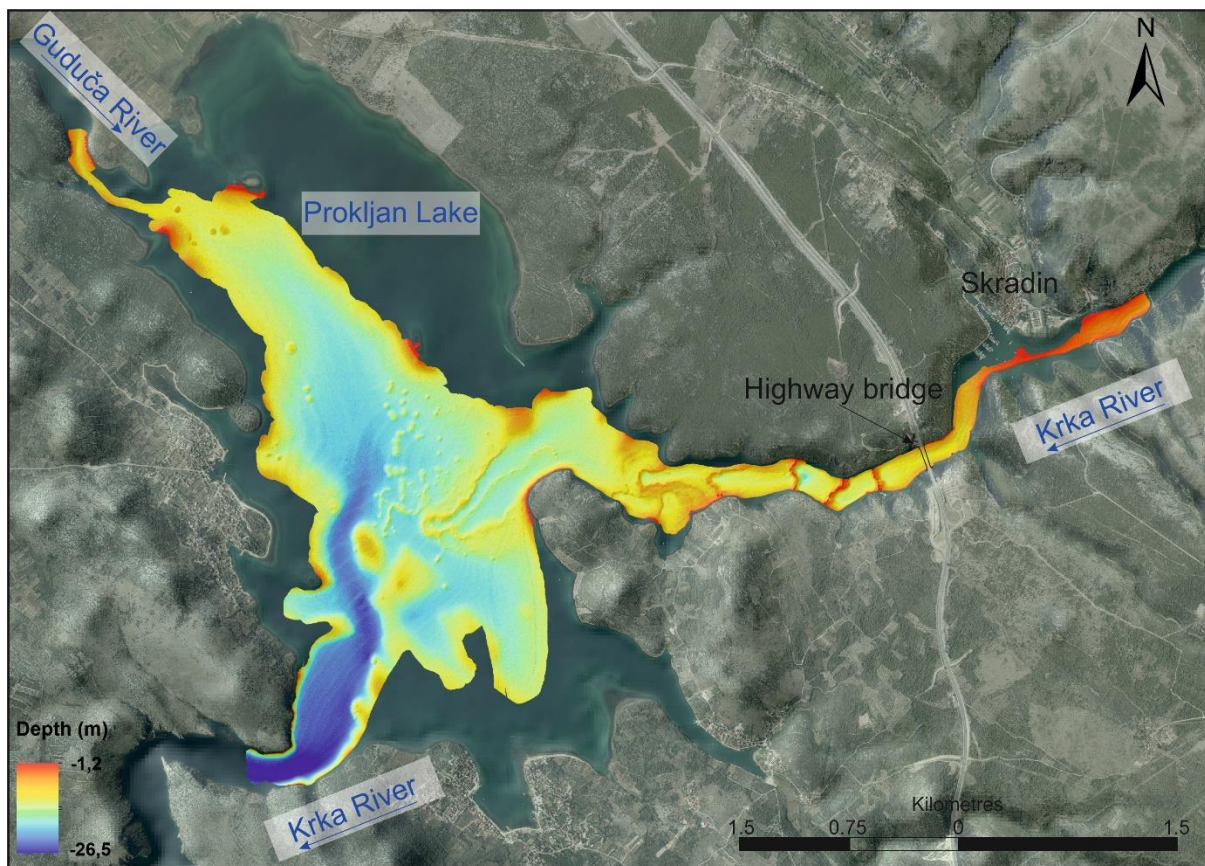 N
Guduča River
Prokljan Lake
Skradin
Highway bridge
Krka River
Depth (m)
-1,2
-26,5
Krka River
Kilometres
1.5 0.75 0 1.5